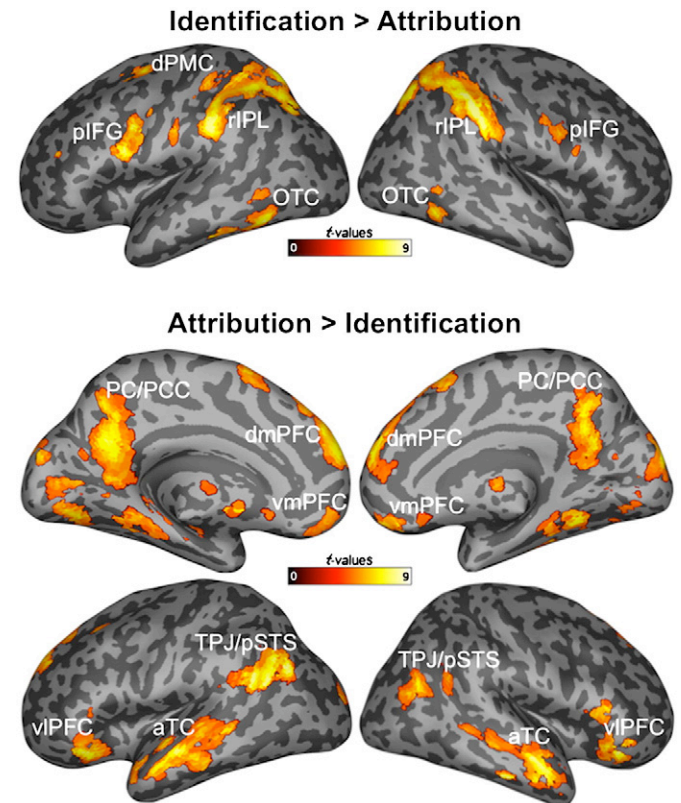 Identification > Attribution
dPMC
pIFG
rIPL
rIPL
pIFG
OTC
OTC
t-values
0 9
Attribution > Identification
PC/PCC
PC/PCC
dmPFC
dmPFC
vmPFC
vmPFC
t-values
0 9
TPJ/pSTS
TPJ/pSTS
vlPFC
aTC
aTC
vlPFC